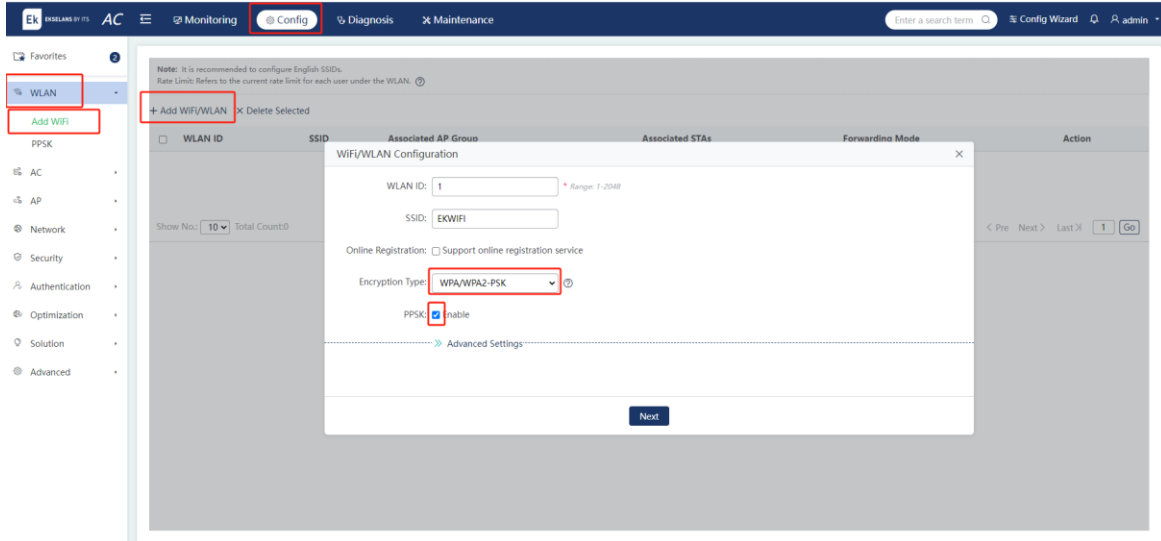 Ek EKSELANS BY ITS AC Monitoring Config Diagnosis Maintenance Enter a search term Config Wizard admin
Favorites 2
WLAN
Add WiFi
PPSK
AC
AP
Network
Security
Authentication
Optimization
Solution
Advanced
Note: It is recommended to configure English SSIDs.
Rate Limit: Refers to the current rate limit for each user under the WLAN. ?
+ Add WiFi/WLAN × Delete Selected
WLAN ID SSID Associated AP Group Associated STAs Forwarding Mode Action
Show No.: 10 Total Count:0 < Pre Next > Last 1 Go
WiFi/WLAN Configuration ×
WLAN ID: 1 * Range: 1-2048
SSID: EKWIFI
Online Registration: Support online registration service
Encryption Type: WPA/WPA2-PSK ?
PPSK: Enable
» Advanced Settings
Next